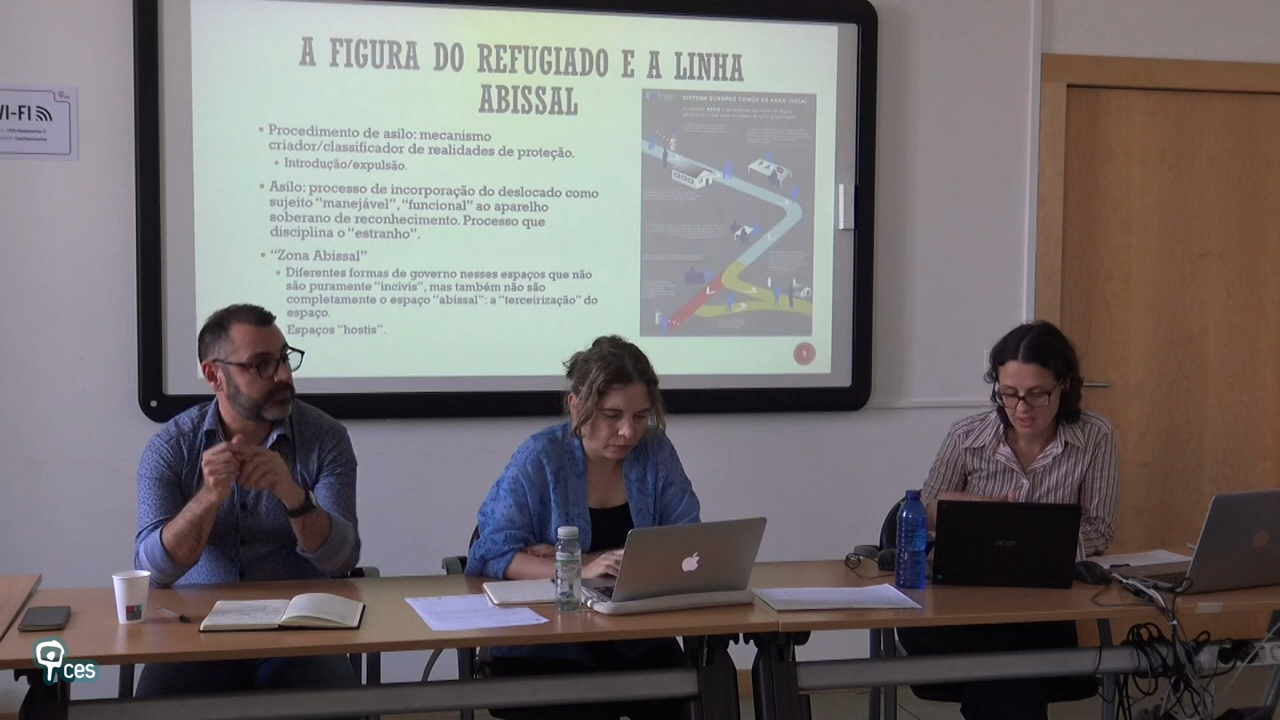 WI-FI
A FIGURA DO REFUGIADO E A LINHA
ABISSAL
▪ Procedimento de asilo: mecanismo
criador/classificador de realidades de proteção.
▪ Introdução/expulsão.
▪ Asilo: processo de incorporação do deslocado como
sujeito “manejável”, “funcional” ao aparelho
soberano de reconhecimento. Processo que
disciplina o “estranho”.
▪ “Zona Abissal”
▪ Diferentes formas de governo nesses espaços que não
são puramente “incivis”, mas também não são
completamente o espaço “abissal”: a “terceirização” do
espaço.
Espaços “hostis”.
SISTEMA EUROPEO COMÚN DE ASILO (SECA)
acer
ces